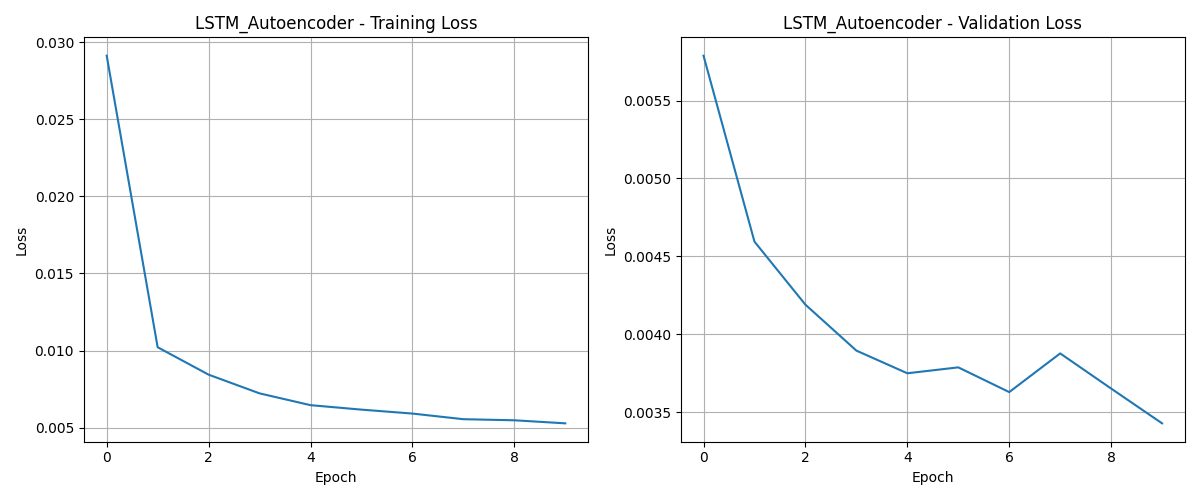 LSTM_Autoencoder - Training Loss
0.030
0.025
0.020
0.015
0.010
0.005
Loss
0 2 4 6 8
Epoch
LSTM_Autoencoder - Validation Loss
0.0055
0.0050
0.0045
0.0040
0.0035
Loss
0 2 4 6 8
Epoch